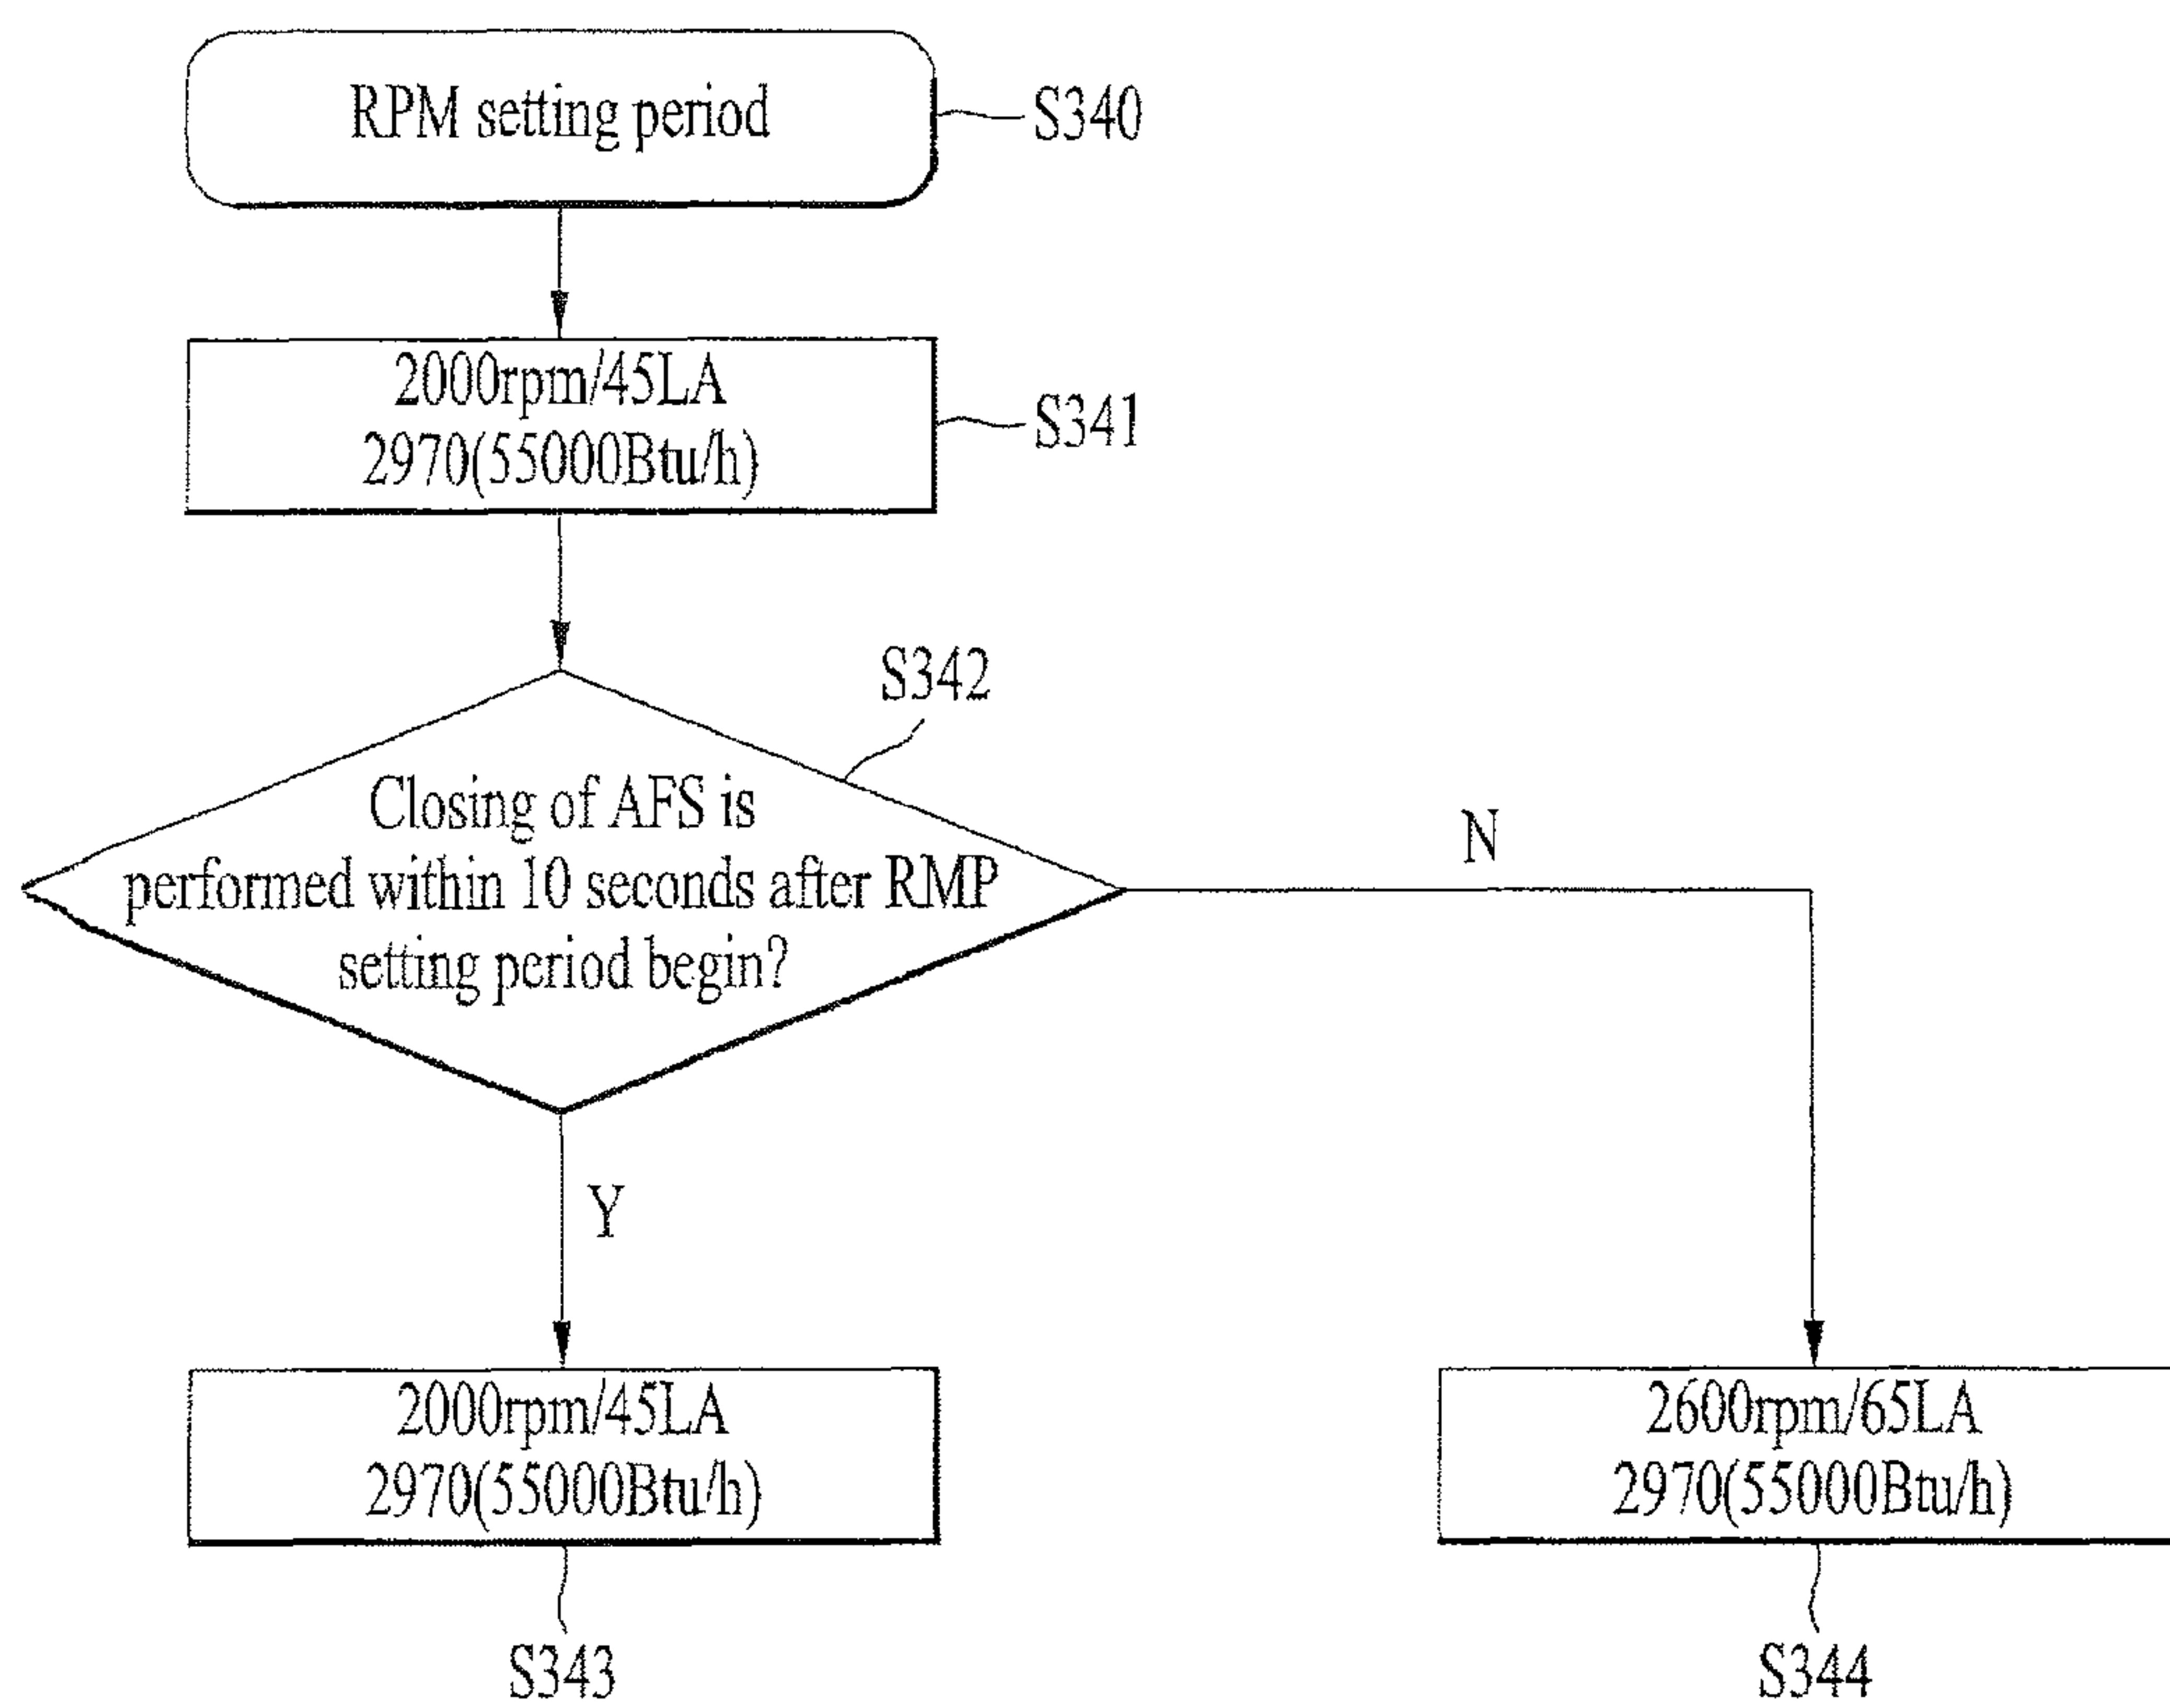 RPM setting period
S340
2000rpm/45LA
2970(55000Btu/h)
S341
S342
Closing of AFS is
performed within 10 seconds after RMP
setting period begin?
N
Y
2000rpm/45LA
2970(55000Btu/h)
2600rpm/65LA
2970(55000Btu/h)
S343
S344